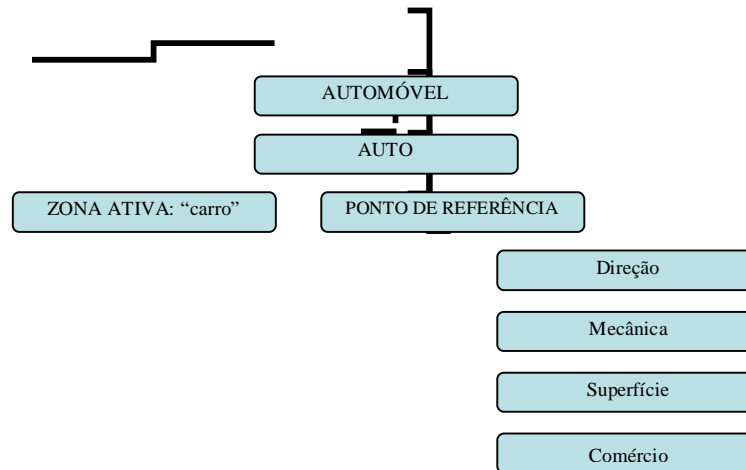 AUTOMÓVEL
AUTO
ZONA ATIVA: “carro”
PONTO DE REFERÊNCIA
Direção
Mecânica
Superfície
Comércio